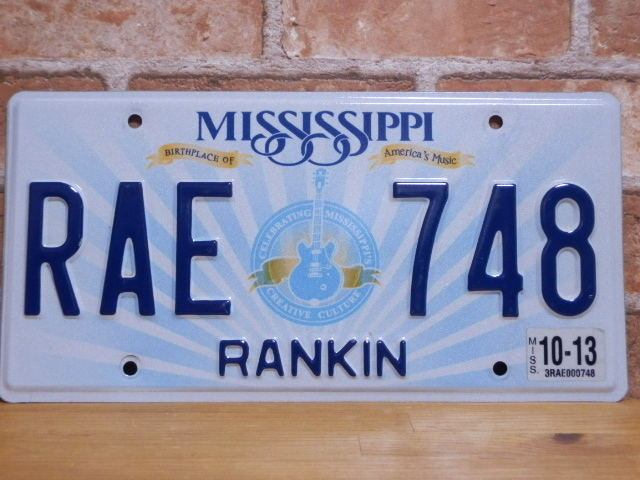 MISSISSIPPI
BIRTHPLACE OF America's Music
RAE 748
CELEBRATING MISSISSIPPI'S
CREATIVE CULTURE
RANKIN
MISS. 10-13
3RAE000748